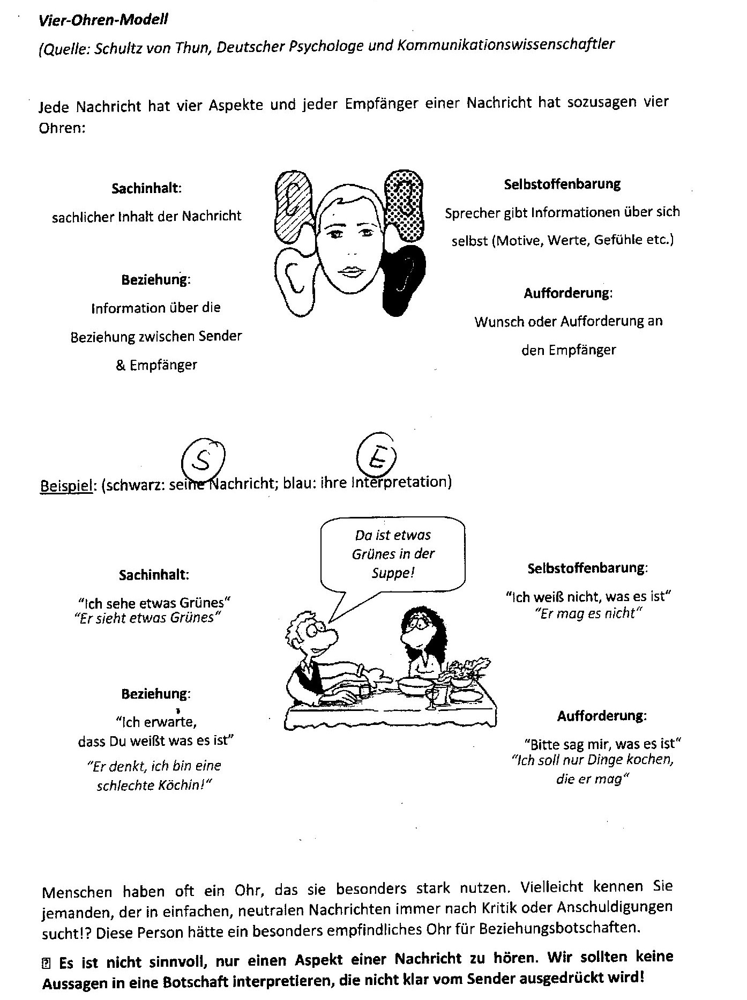 Vier-Ohren-Modell
(Quelle: Schultz von Thun, Deutscher Psychologe und Kommunikationswissenschaftler
Jede Nachricht hat vier Aspekte und jeder Empfänger einer Nachricht hat sozusagen vier
Ohren:
Sachinhalt:
sachlicher Inhalt der Nachricht
Selbstoffenbarung
Sprecher gibt Informationen über sich
selbst (Motive, Werte, Gefühle etc.)
Beziehung:
Information über die
Beziehung zwischen Sender
& Empfänger
Aufforderung:
Wunsch oder Aufforderung an
den Empfänger
S
E
Beispiel: (schwarz: seine Nachricht; blau: ihre Interpretation)
Da ist etwas
Grünes in der
Suppe!
Sachinhalt:
“Ich sehe etwas Grünes“
“Er sieht etwas Grünes“
Selbstoffenbarung:
“Ich weiß nicht, was es ist“
“Er mag es nicht“
Beziehung:
“Ich erwarte,
dass Du weißt was es ist”
“Er denkt, ich bin eine
schlechte Köchin!“
Aufforderung:
“Bitte sag mir, was es ist“
“Ich soll nur Dinge kochen,
die er mag“
Menschen haben oft ein Ohr, das sie besonders stark nutzen. Vielleicht kennen Sie
jemanden, der in einfachen, neutralen Nachrichten immer nach Kritik oder Anschuldigungen
sucht!? Diese Person hätte ein besonders empfindliches Ohr für Beziehungsbotschaften.
⍰ Es ist nicht sinnvoll, nur einen Aspekt einer Nachricht zu hören. Wir sollten keine
Aussagen in eine Botschaft interpretieren, die nicht klar vom Sender ausgedrückt wird!